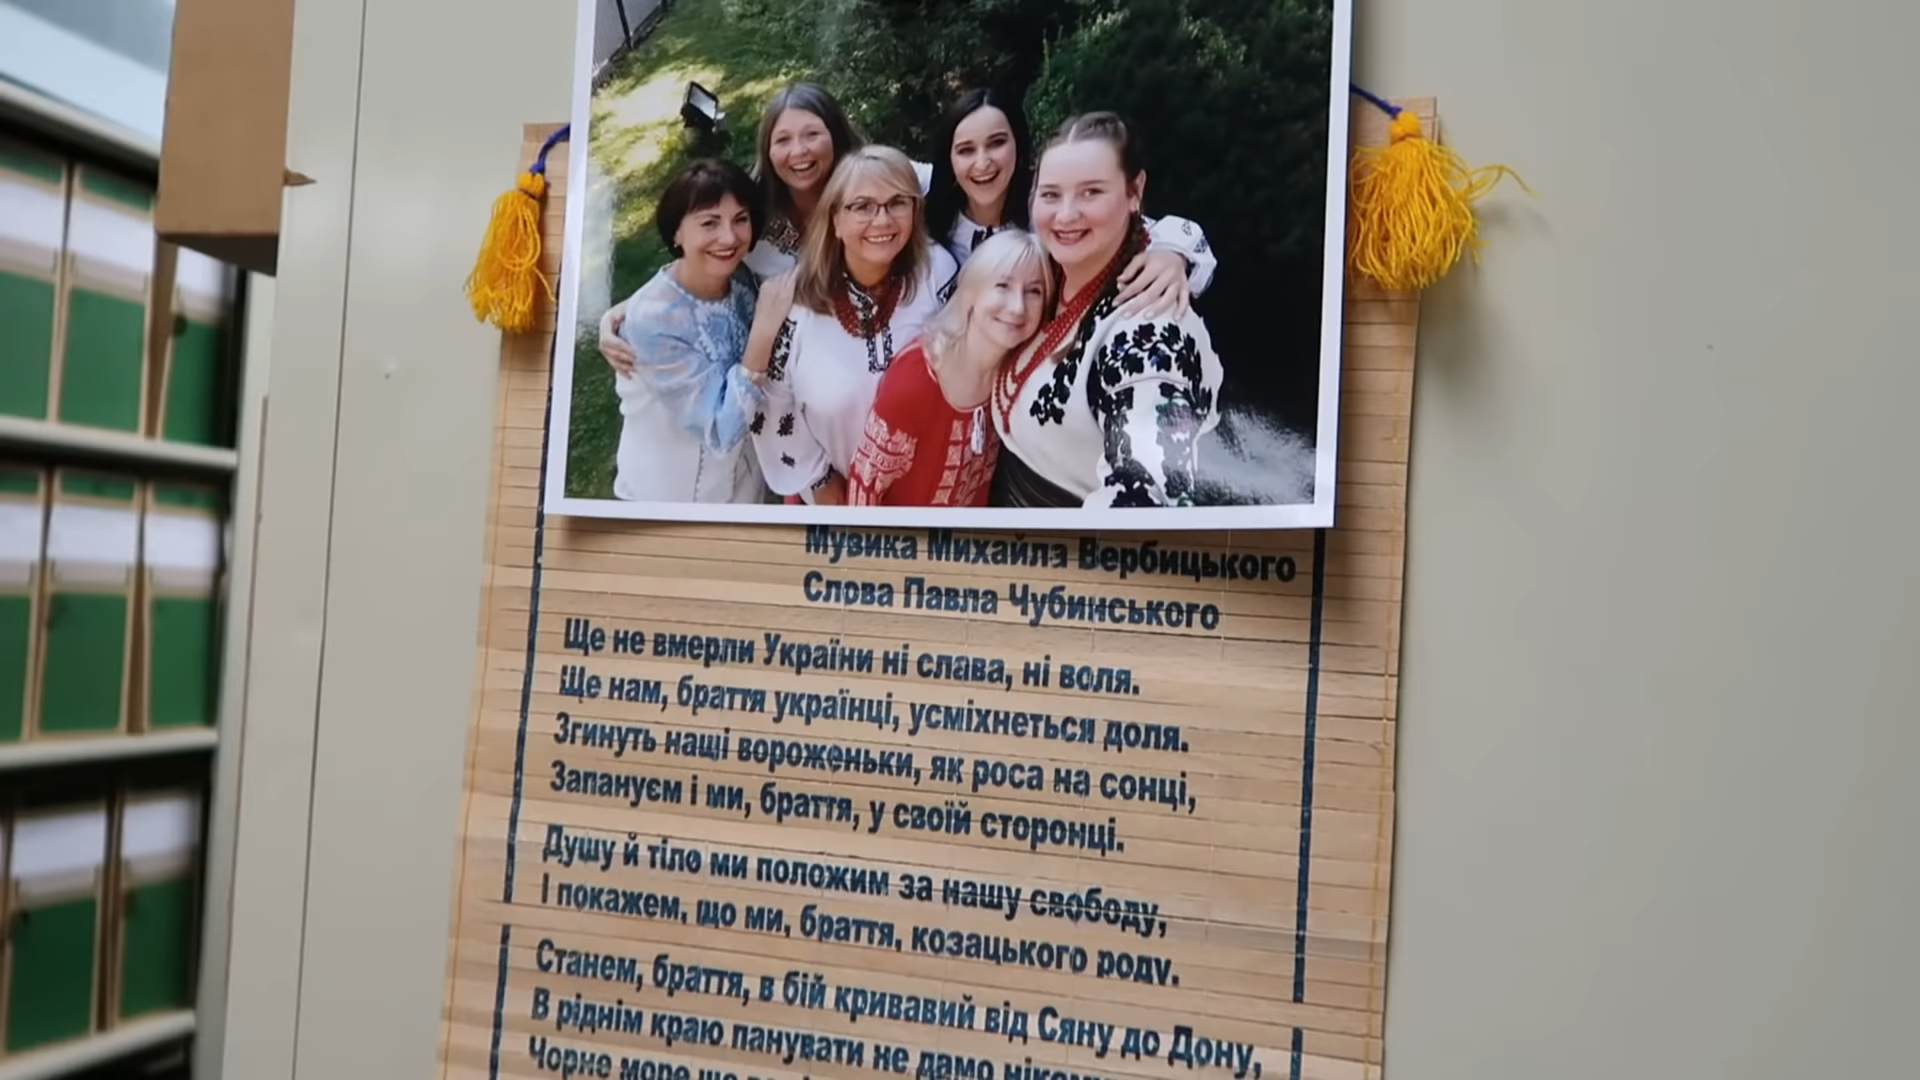 Музика Михайла Вербицького
Слова Павла Чубинського
Ще не вмерли України ні слава, ні воля.
Ще нам, браття українці, усміхнеться доля.
Згинуть наші вороженьки, як роса на сонці,
Запануєм і ми, браття, у своїй сторонці.
Душу й тіло ми положим за нашу свободу,
І покажем, що ми, браття, козацького роду.
Станем, браття, в бій кривавий від Сяну до Дону,
В ріднім краю панувати не дамо
Чорне море ще